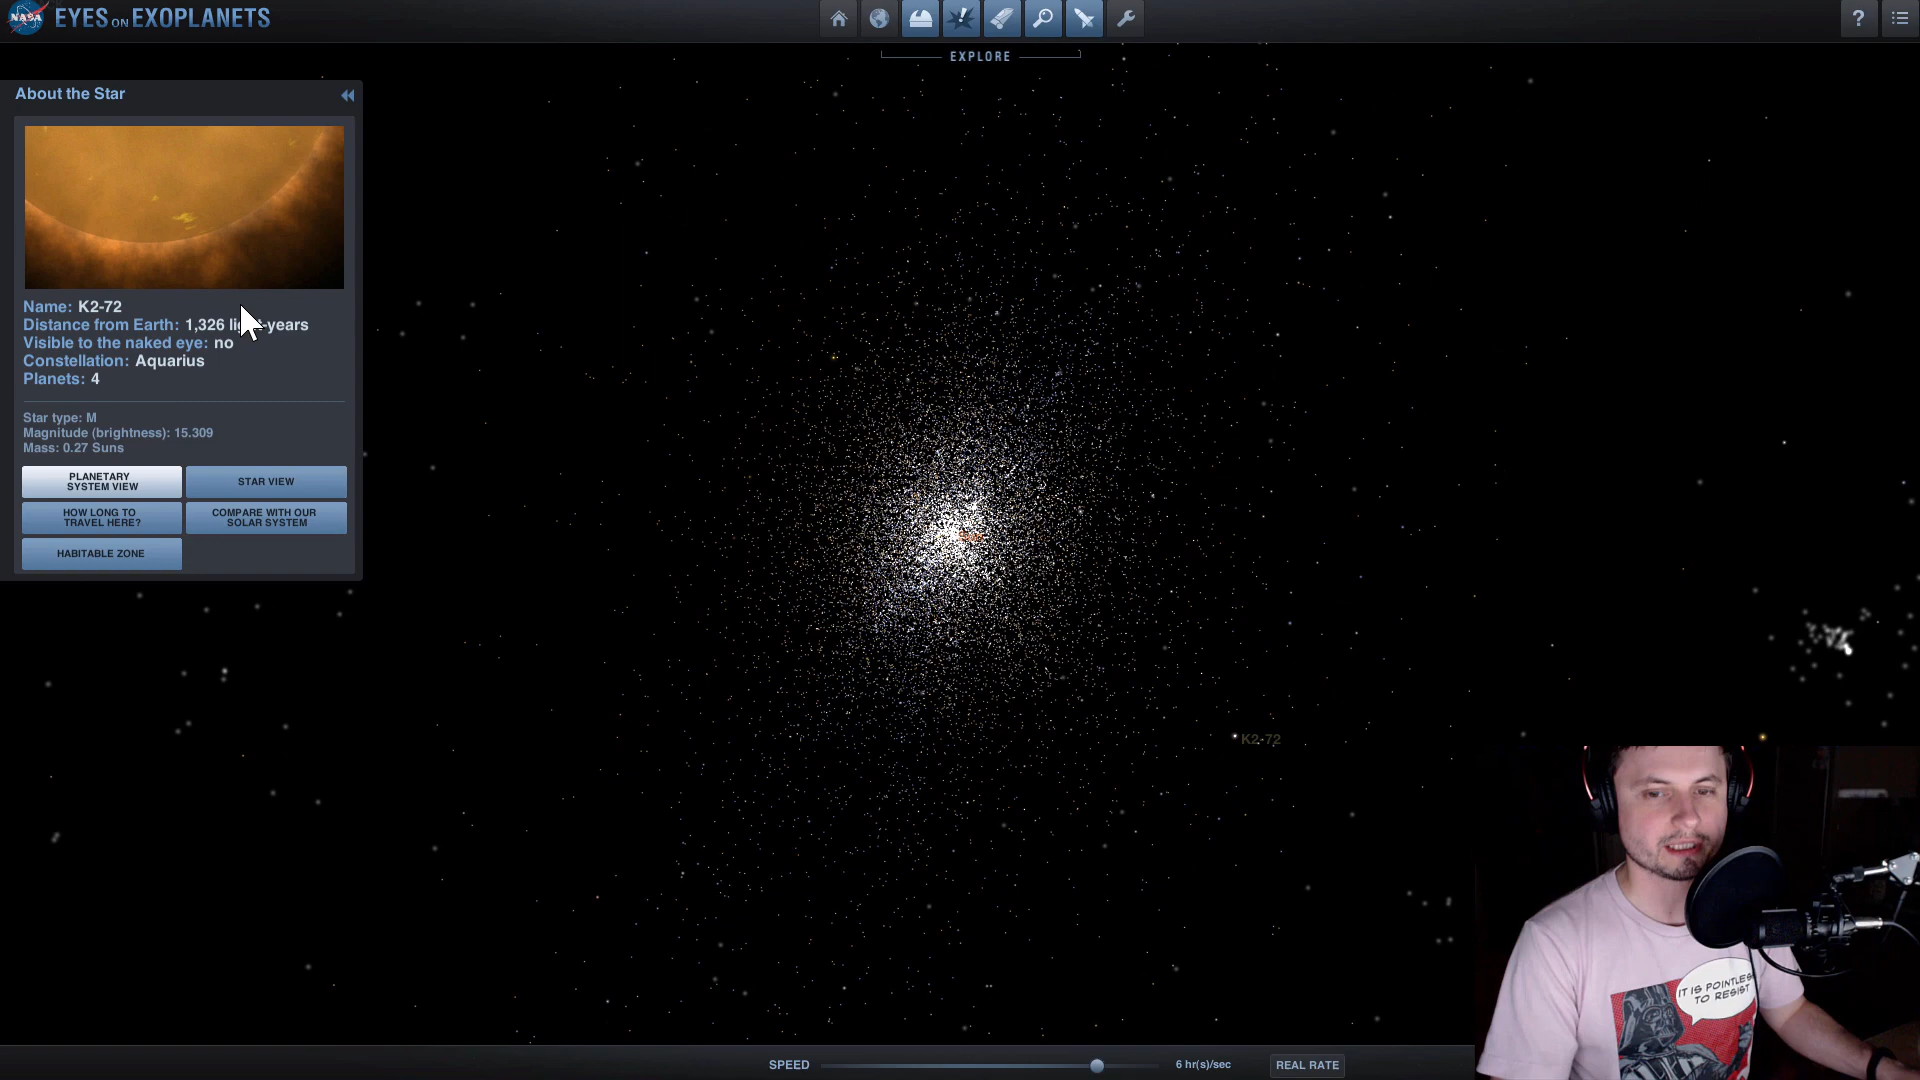 NASA
EYES ON EXOPLANETS
?
EXPLORE
About the Star
Name: K2-72
Distance from Earth: 1,326 light-years
Visible to the naked eye: no
Constellation: Aquarius
Planets: 4
Star type: M
Magnitude (brightness): 15.309
Mass: 0.27 Suns
PLANETARY
SYSTEM VIEW
STAR VIEW
HOW LONG TO
TRAVEL HERE?
COMPARE WITH OUR
SOLAR SYSTEM
HABITABLE ZONE
K2-72
IT IS POINTLESS
TO RESIST
SPEED
6 hr(s)/sec
REAL RATE